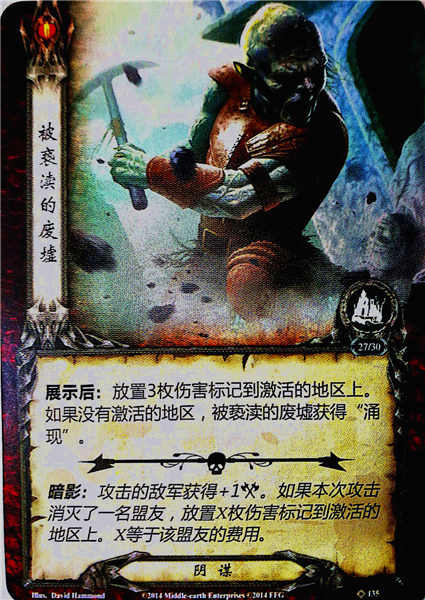 被亵渎的废墟
27/30
展示后：放置3枚伤害标记到激活的地区上。
如果没有激活的地区，被亵渎的废墟获得“涌
现”。
暗影：攻击的敌军获得+1。如果本次攻击
消灭了一名盟友，放置X枚伤害标记到激活的
地区上。X等于该盟友的费用。
阴 谋
Illus. David Hammond ©2014 Middle-earth Enterprises ©2014 FFG 135